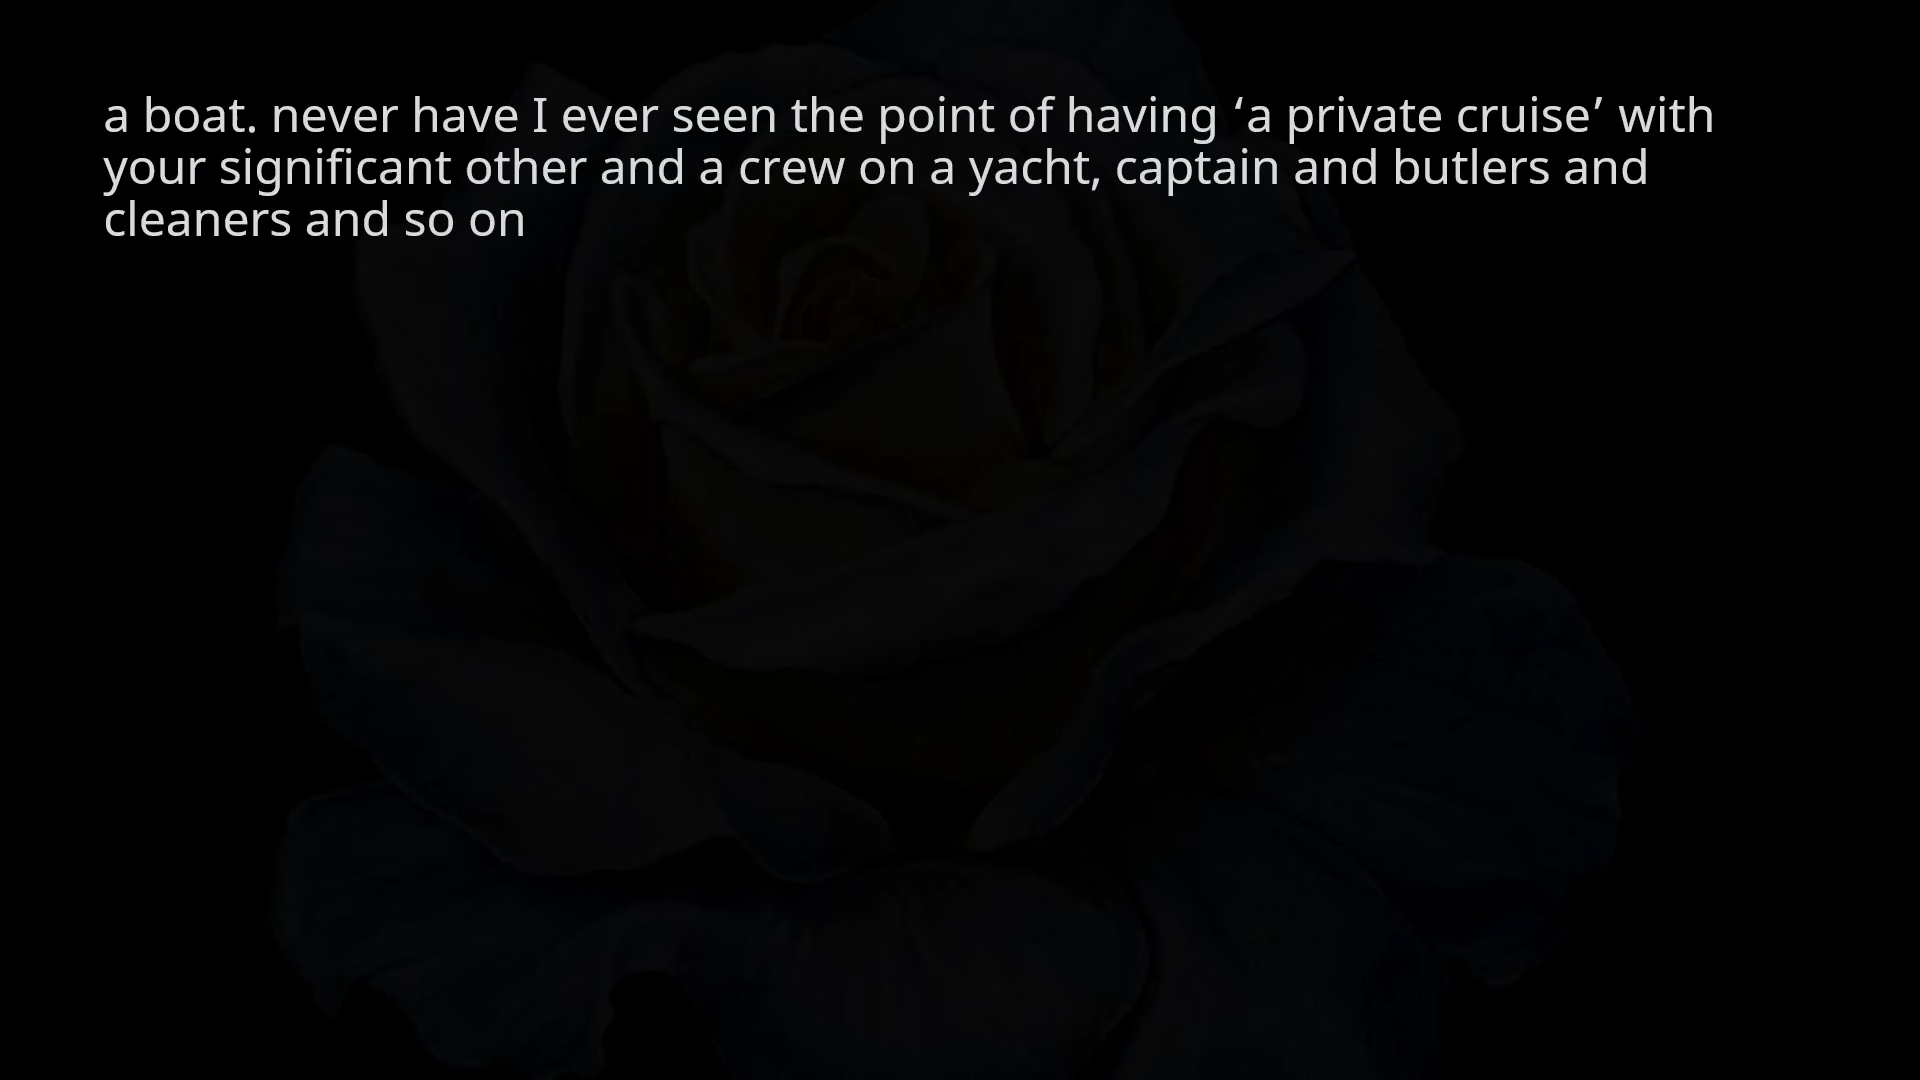 a boat. never have I ever seen the point of having ‘a private cruise’ with
your significant other and a crew on a yacht, captain and butlers and
cleaners and so on